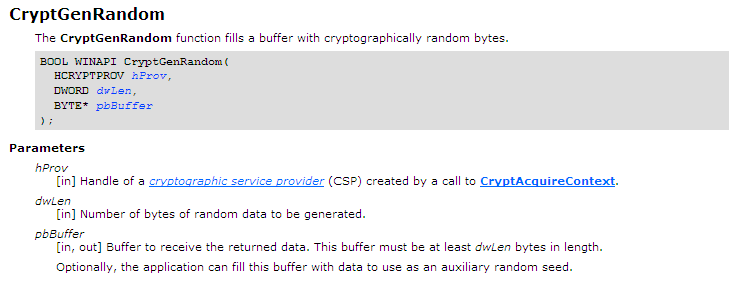 CryptGenRandom
The CryptGenRandom function fills a buffer with cryptographically random bytes.
BOOL WINAPI CryptGenRandom(
HCRYPTPROV hProv,
DWORD dwLen,
BYTE* pbBuffer
);
Parameters
hProv
[in] Handle of a cryptographic service provider (CSP) created by a call to CryptAcquireContext.
dwLen
[in] Number of bytes of random data to be generated.
pbBuffer
[in, out] Buffer to receive the returned data. This buffer must be at least dwLen bytes in length.
Optionally, the application can fill this buffer with data to use as an auxiliary random seed.